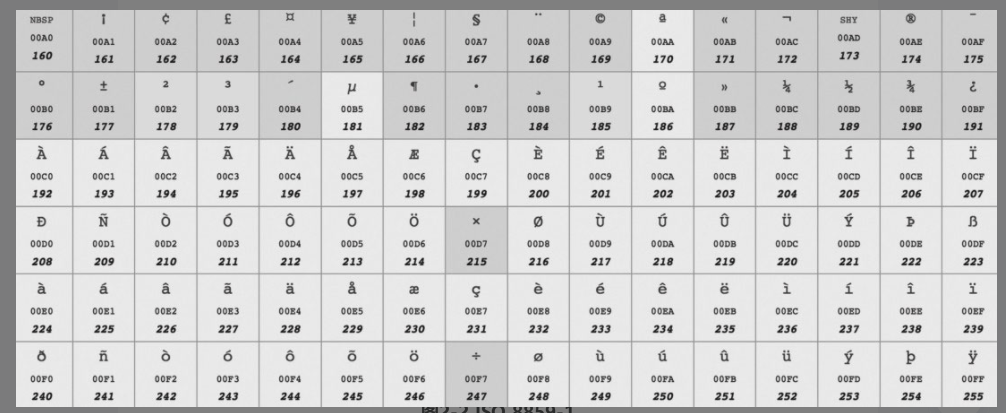 NBSP ¡ ¢ £ ¤ ¥ ¦ § ¨ © ª « ¬ SHY ® ¯
00A0 00A1 00A2 00A3 00A4 00A5 00A6 00A7 00A8 00A9 00AA 00AB 00AC 00AD 00AE 00AF
160 161 162 163 164 165 166 167 168 169 170 171 172 173 174 175
° ± ² ³ ´ µ ¶ · ¸ ¹ º » ¼ ½ ¾ ¿
00B0 00B1 00B2 00B3 00B4 00B5 00B6 00B7 00B8 00B9 00BA 00BB 00BC 00BD 00BE 00BF
176 177 178 179 180 181 182 183 184 185 186 187 188 189 190 191
À Á Â Ã Ä Å Æ Ç È É Ê Ë Ì Í Î Ï
00C0 00C1 00C2 00C3 00C4 00C5 00C6 00C7 00C8 00C9 00CA 00CB 00CC 00CD 00CE 00CF
192 193 194 195 196 197 198 199 200 201 202 203 204 205 206 207
Ð Ñ Ò Ó Ô Õ Ö × Ø Ù Ú Û Ü Ý Þ ß
00D0 00D1 00D2 00D3 00D4 00D5 00D6 00D7 00D8 00D9 00DA 00DB 00DC 00DD 00DE 00DF
208 209 210 211 212 213 214 215 216 217 218 219 220 221 222 223
à á â ã ä å æ ç è é ê ë ì í î ï
00E0 00E1 00E2 00E3 00E4 00E5 00E6 00E7 00E8 00E9 00EA 00EB 00EC 00ED 00EE 00EF
224 225 226 227 228 229 230 231 232 233 234 235 236 237 238 239
ð ñ ò ó ô õ ö ÷ ø ù ú û ü ý þ ÿ
00F0 00F1 00F2 00F3 00F4 00F5 00F6 00F7 00F8 00F9 00FA 00FB 00FC 00FD 00FE 00FF
240 241 242 243 244 245 246 247 248 249 250 251 252 253 254 255
图2-2 ISO 8859-1